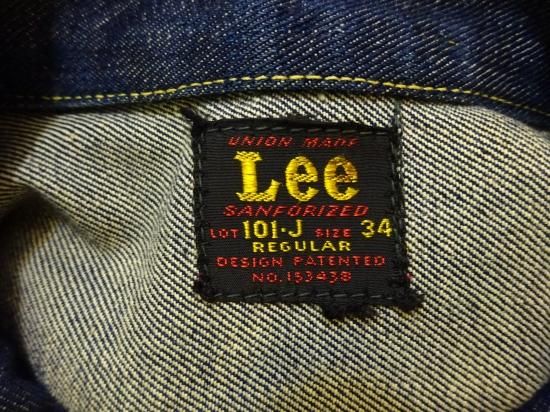 UNION MADE
Lee
SANFORIZED
LOT 101·J SIZE 34
REGULAR
DESIGN PATENTED
NO. 153438